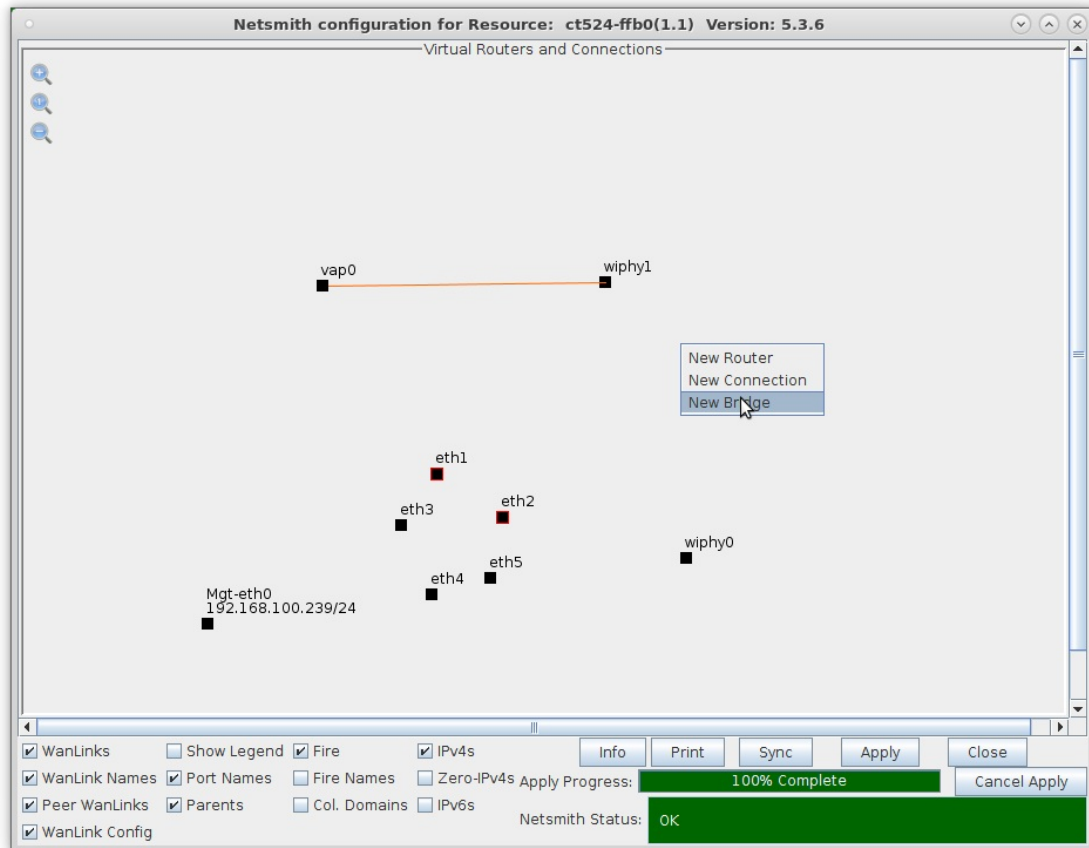 Netsmith configuration for Resource:  ct524-ffb0(1.1)  Version: 5.3.6
Virtual Routers and Connections
vap0
wiphy1
New Router
New Connection
New Bridge
eth1
eth3
eth2
wiphy0
eth5
eth4
Mgt-eth0
192.168.100.239/24
WanLinks Show Legend Fire IPv4s Info Print Sync Apply Close
WanLink Names Port Names Fire Names Zero-IPv4s Apply Progress: 100% Complete Cancel Apply
Peer WanLinks Parents Col. Domains IPv6s
Netsmith Status: OK
WanLink Config